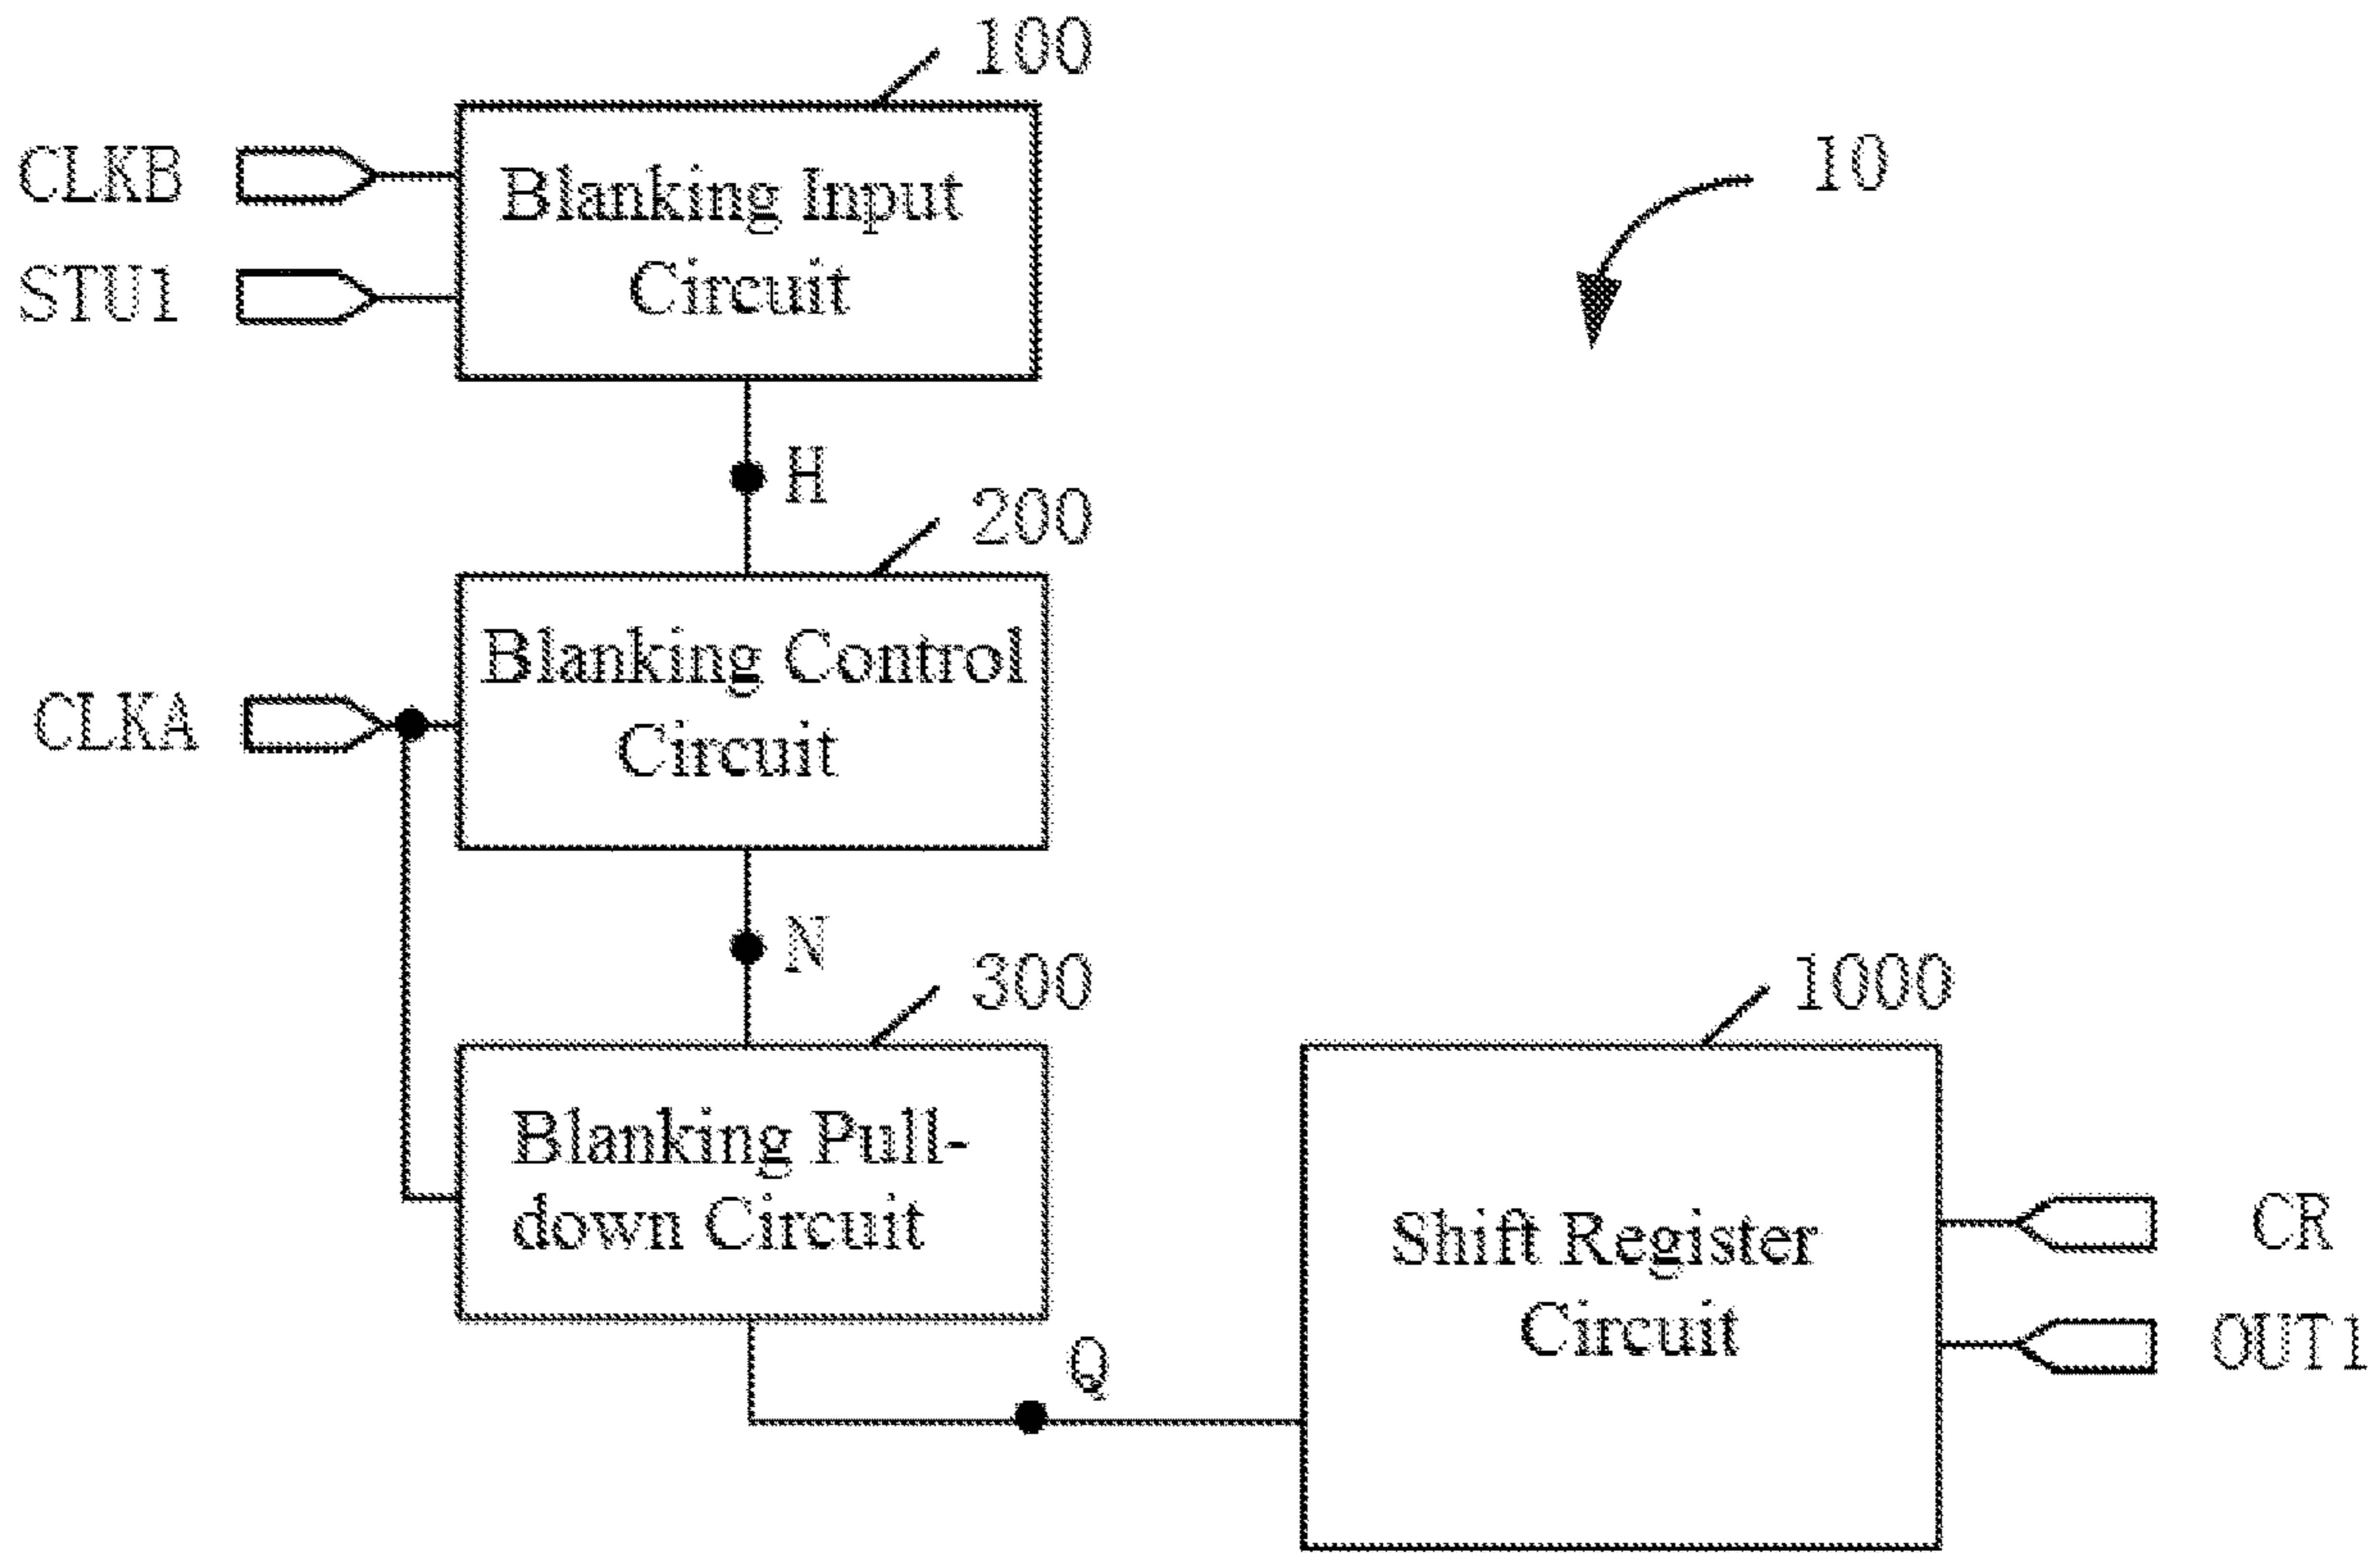 100
CLKB
Blanking Input
Circuit
10
STU1
H
200
Blanking Control
Circuit
CLKA
N
300
1000
Blanking Pull-
down Circuit
Shift Register
Circuit
CR
OUT1
Q